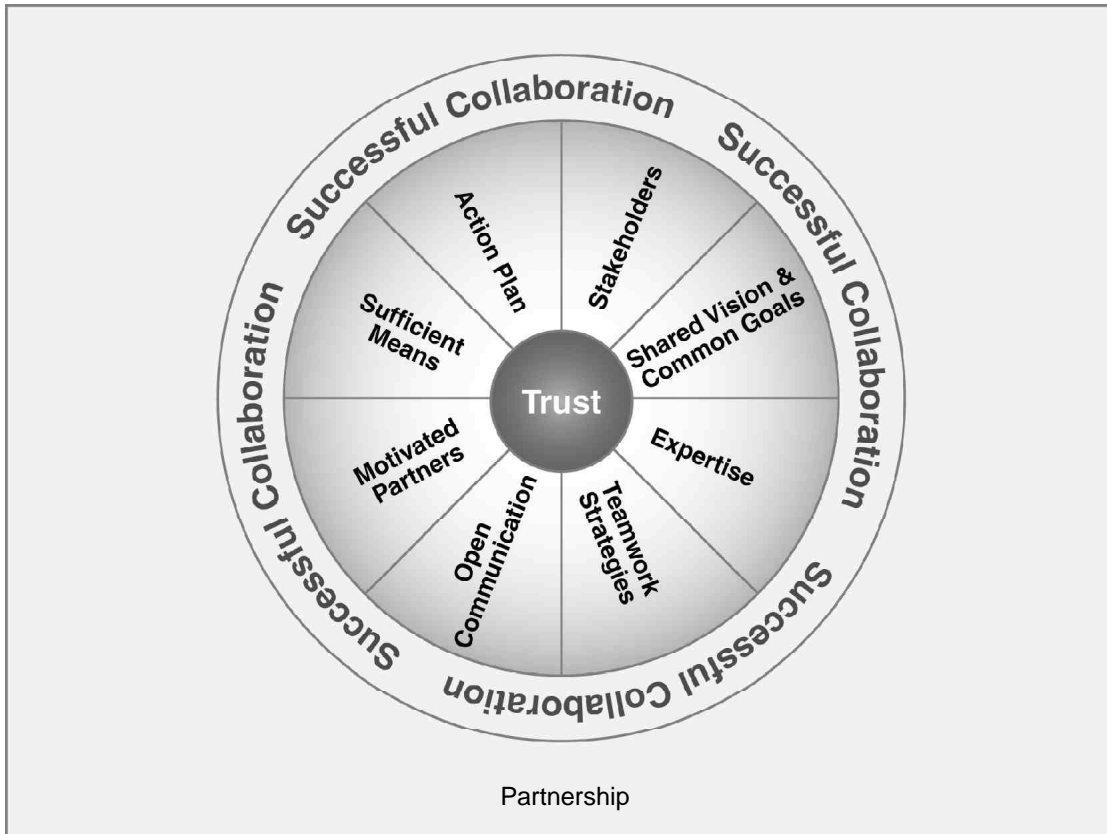 Successful Collaboration
Successful Collaboration
Successful Collaboration
Successful Collaboration
Stakeholders
Shared Vision &
Common Goals
Expertise
Teamwork
Strategies
Open
Communication
Motivated
Partners
Sufficient
Means
Action Plan
Trust
Partnership